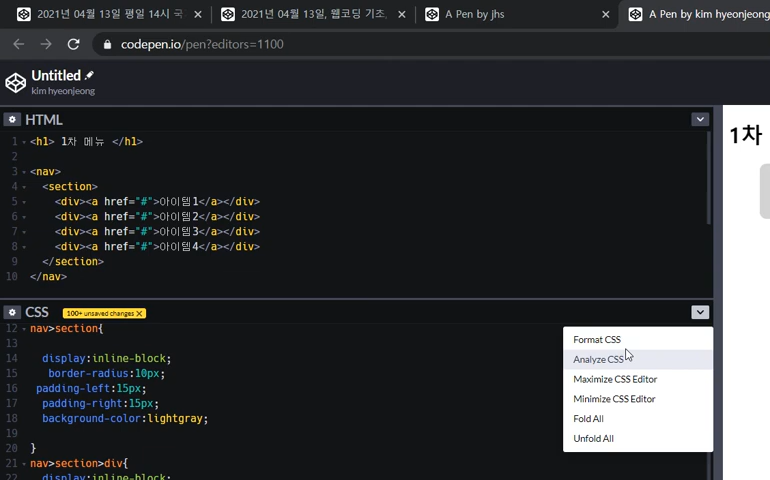 2021년 04월 13일 평일 14시 국
2021년 04월 13일, 웹코딩 기초,
A Pen by jhs
A Pen by kim hyeonjeong
codepen.io/pen?editors=1100
Untitled
kim hyeonjeong
HTML
1 <h1> 1차 메뉴 </h1>
2
3 <nav>
4 <section>
5 <div><a href="#">아이템1</a></div>
6 <div><a href="#">아이템2</a></div>
7 <div><a href="#">아이템3</a></div>
8 <div><a href="#">아이템4</a></div>
9 </section>
10 </nav>
1차
CSS 100+ unsaved changes X
12 nav>section{
13
14 display:inline-block;
15 border-radius:10px;
16 padding-left:15px;
17 padding-right:15px;
18 background-color:lightgray;
19
20 }
21 nav>section>div{
22 display:inline-block;
Format CSS
Analyze CSS
Maximize CSS Editor
Minimize CSS Editor
Fold All
Unfold All